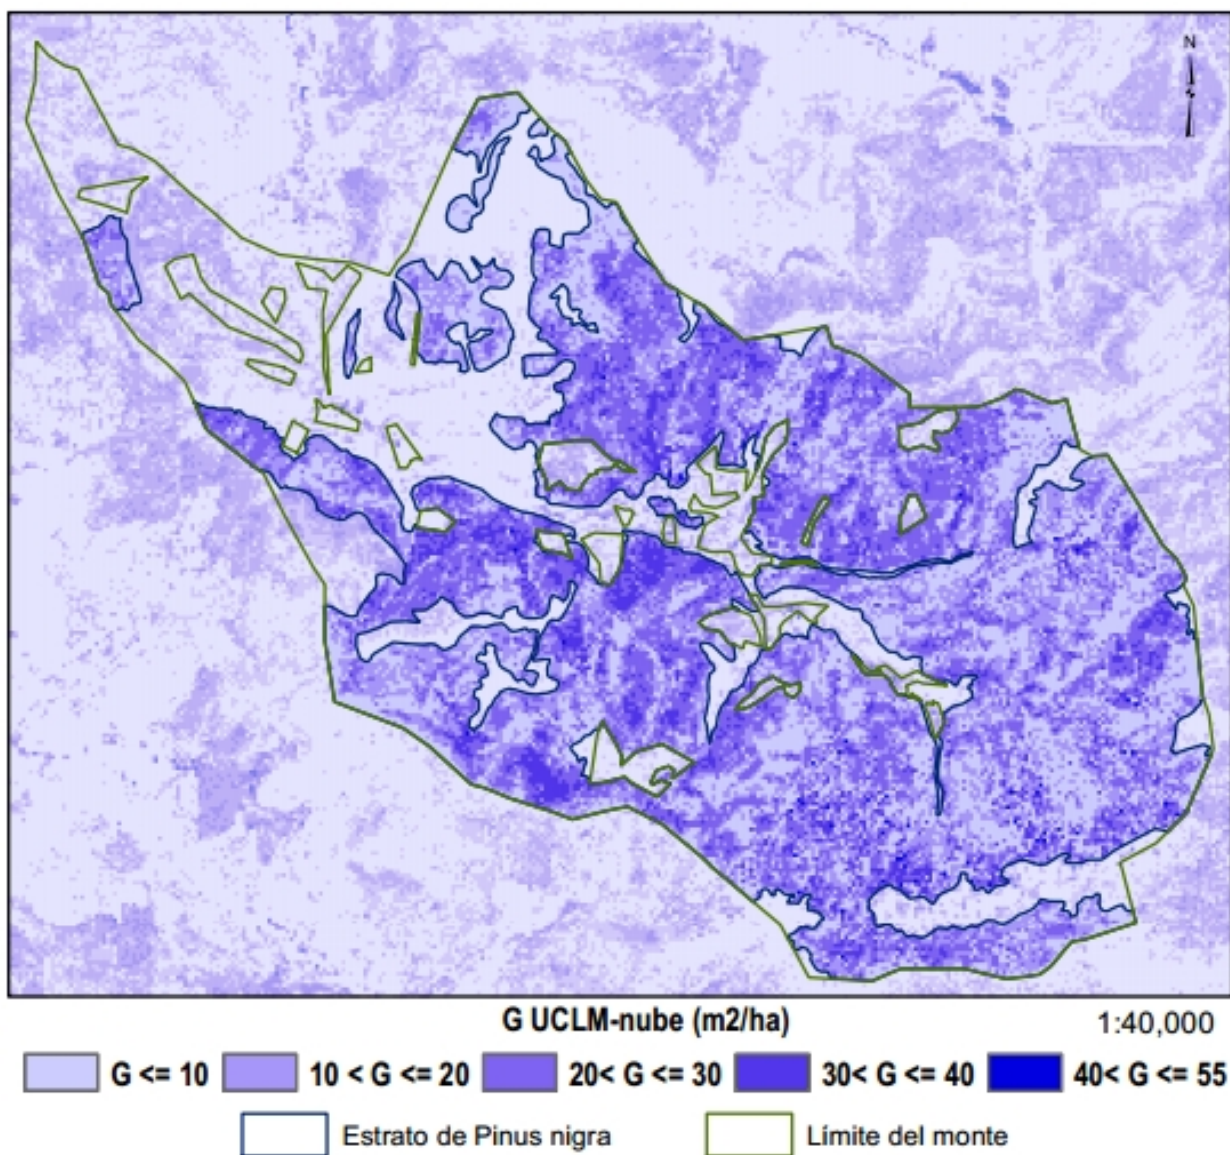 N
G UCLM-nube (m2/ha) 1:40,000
G <= 10 10 < G <= 20 20< G <= 30 30< G <= 40 40< G <= 55
Estrato de Pinus nigra Límite del monte